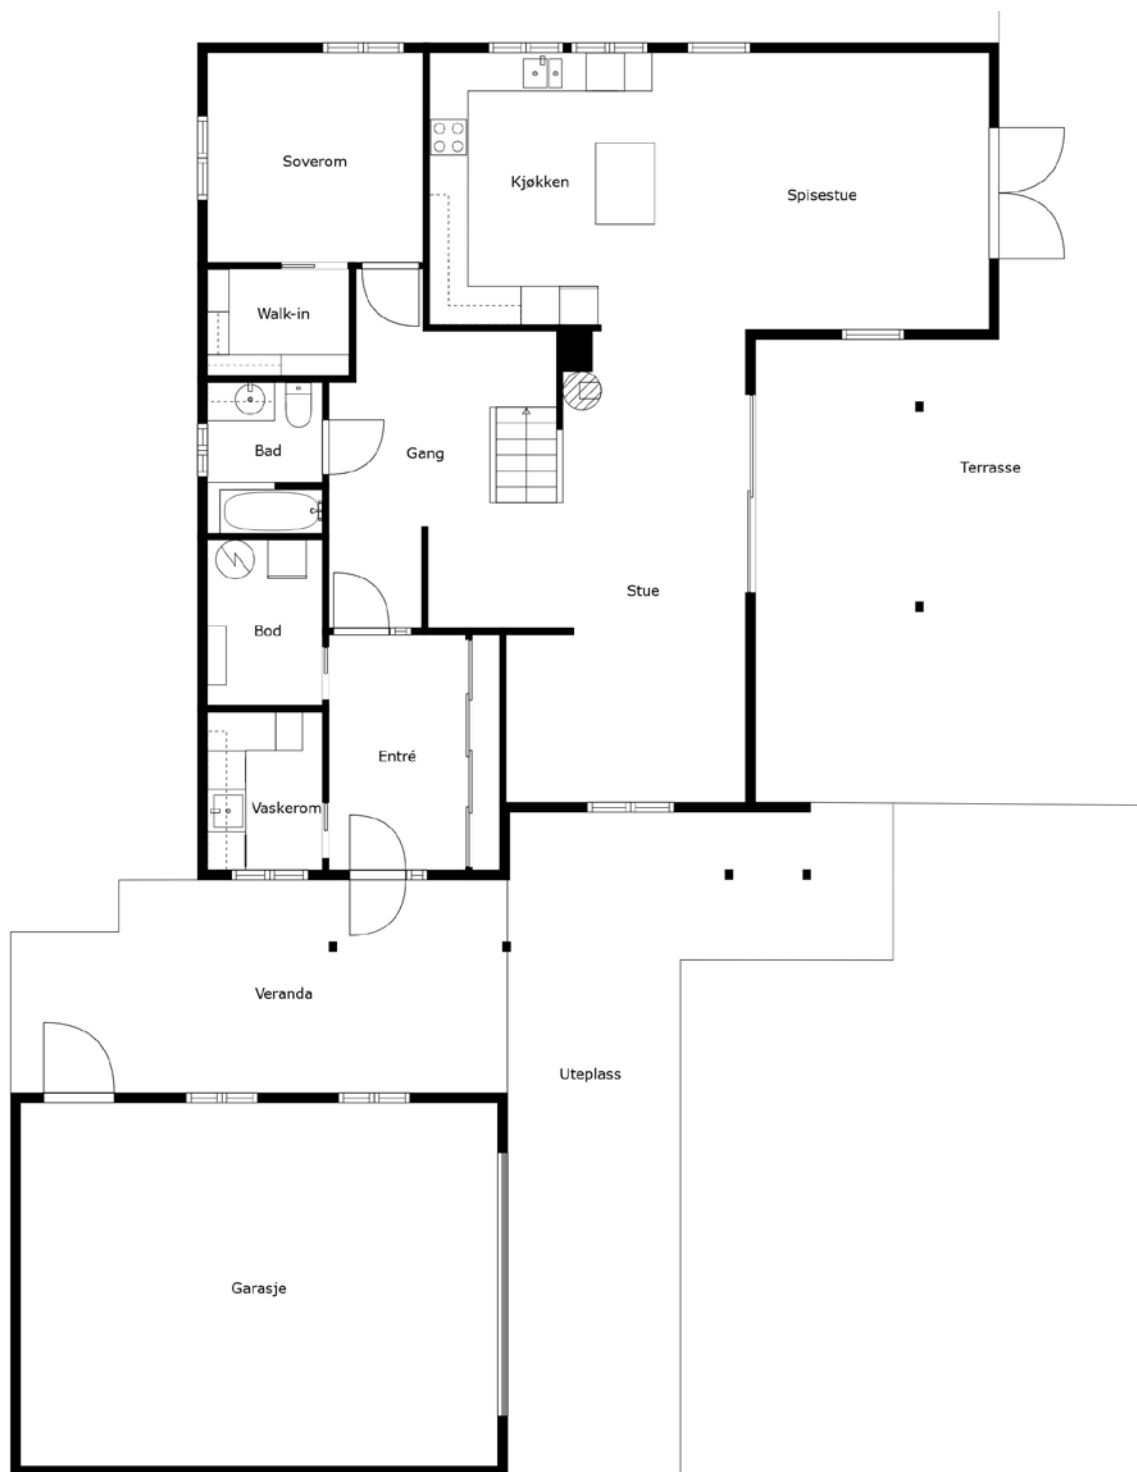 Soverom
Kjøkken
Spisestue
Walk-in
Bad
Gang
Terrasse
Stue
Bod
Entré
Vaskerom
Veranda
Uteplass
Garasje